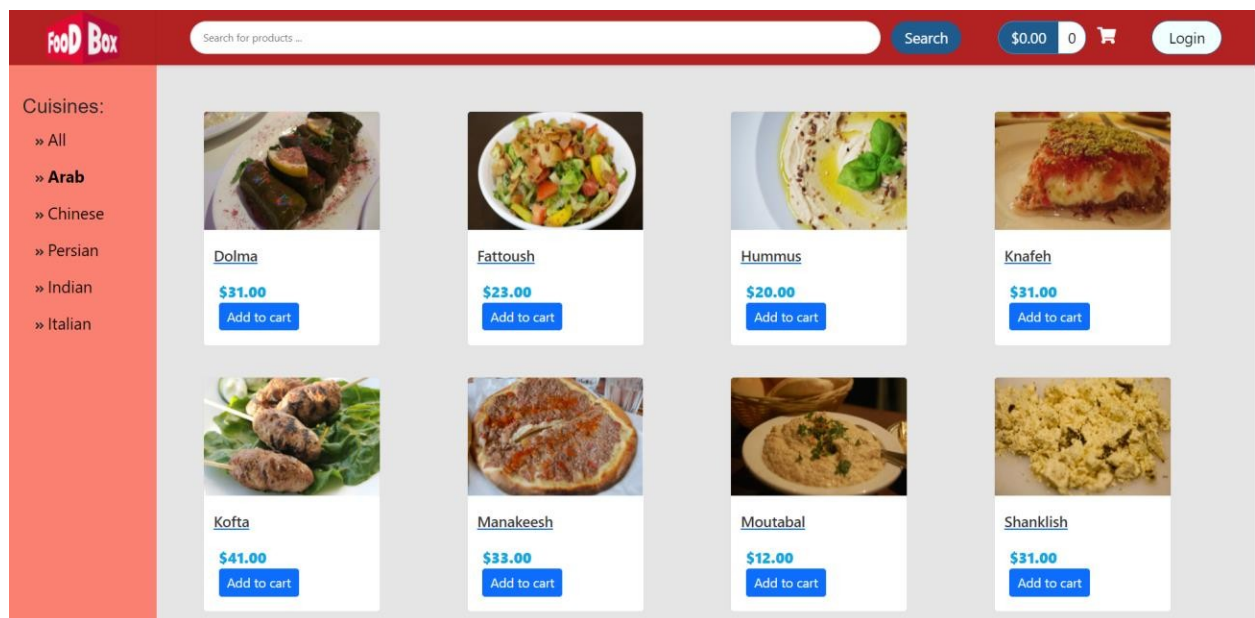 FooD Box
Search for products ...
Search
$0.00 0
Login
Cuisines:
» All
» Arab
» Chinese
» Persian
» Indian
» Italian
Dolma
$31.00
Add to cart
Fattoush
$23.00
Add to cart
Hummus
$20.00
Add to cart
Knafeh
$31.00
Add to cart
Kofta
$41.00
Add to cart
Manakeesh
$33.00
Add to cart
Moutabal
$12.00
Add to cart
Shanklish
$31.00
Add to cart